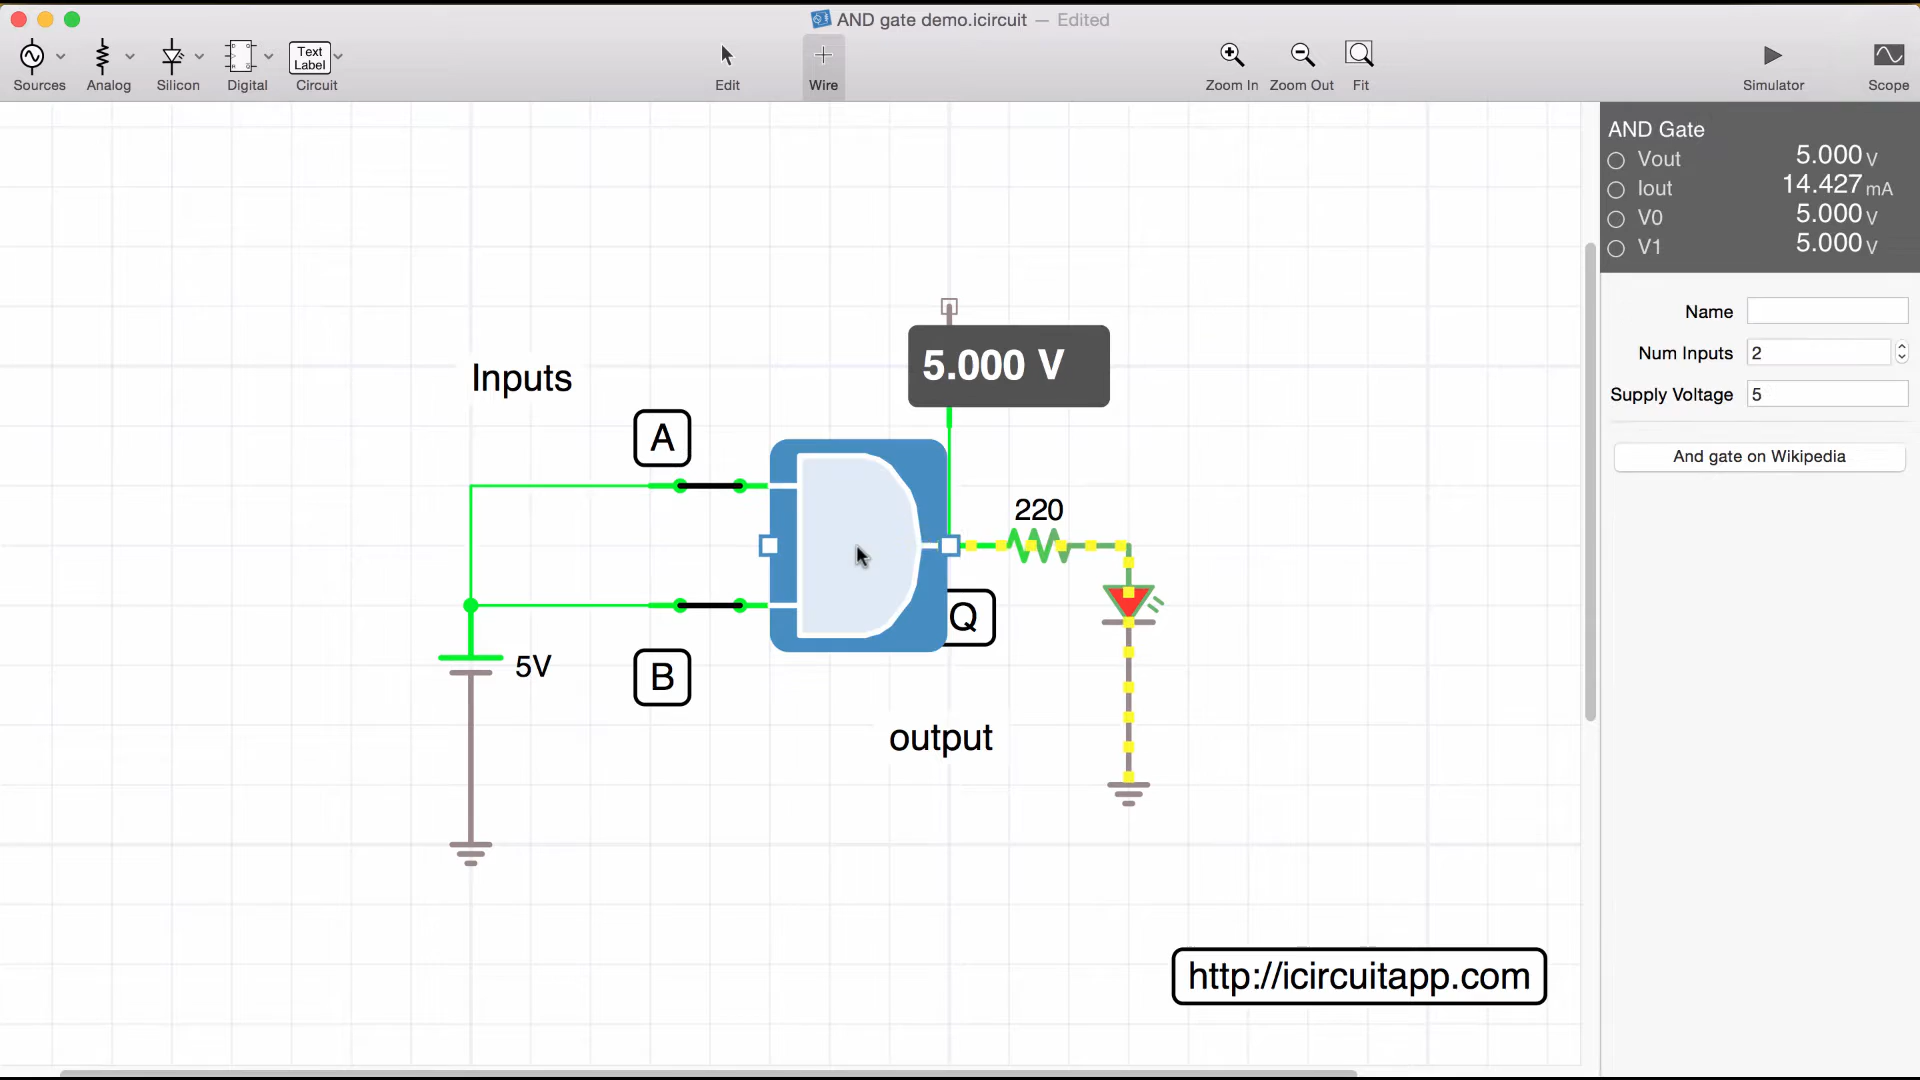 AND gate demo.icircuit — Edited
Text
Label
Sources Analog Silicon Digital Circuit Edit Wire Zoom In Zoom Out Fit Simulator Scope
AND Gate
Vout 5.000 V
Iout 14.427 mA
V0 5.000 V
V1 5.000 V
Name
Num Inputs 2
Supply Voltage 5
And gate on Wikipedia
5.000 V
Inputs
A
220
Q
5V
B
output
http://icircuitapp.com